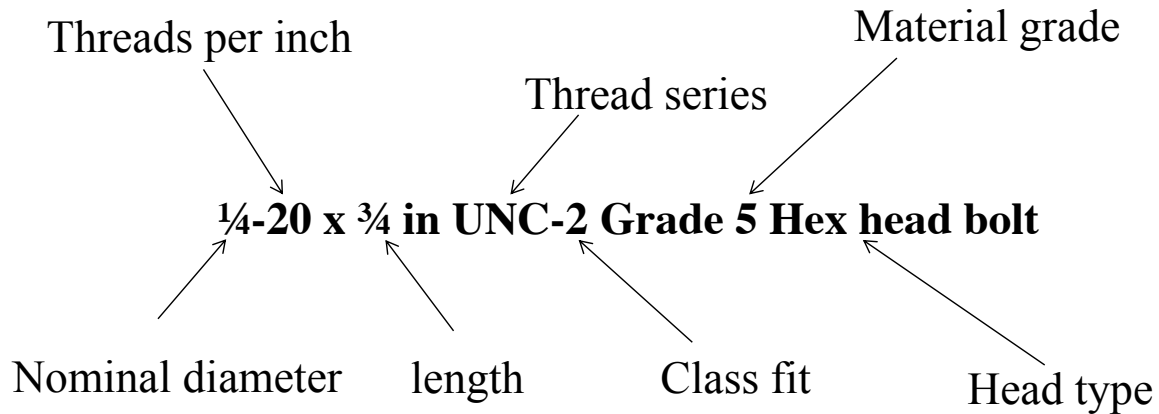 Threads per inch
Material grade
Thread series
¼-20 x ¾ in UNC-2 Grade 5 Hex head bolt
Nominal diameter
length
Class fit
Head type